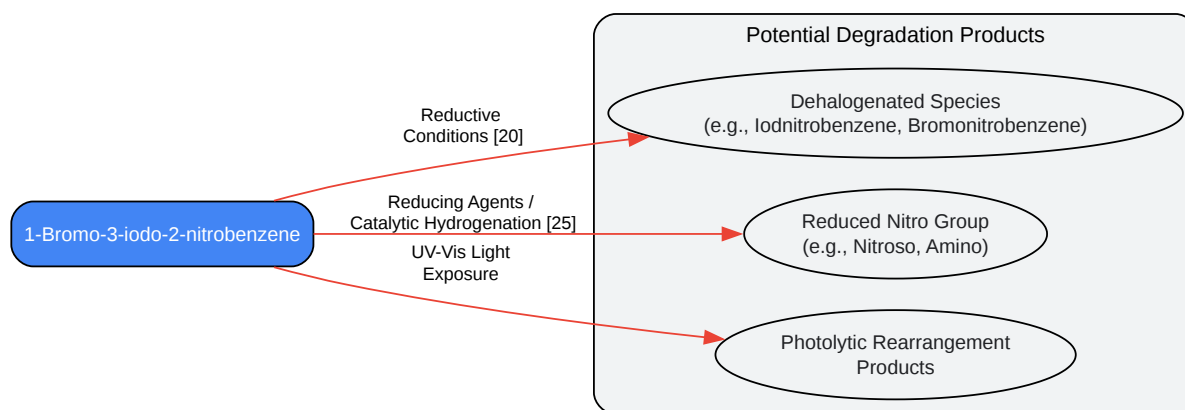 Potential Degradation Products
Dehalogenated Species
(e.g., Iodnitrobenzene, Bromonitrobenzene)
Reductive
Conditions [20]
Reducing Agents /
Catalytic Hydrogenation [25]
1-Bromo-3-iodo-2-nitrobenzene
Reduced Nitro Group
(e.g., Nitroso, Amino)
UV-Vis Light
Exposure
Photolytic Rearrangement
Products